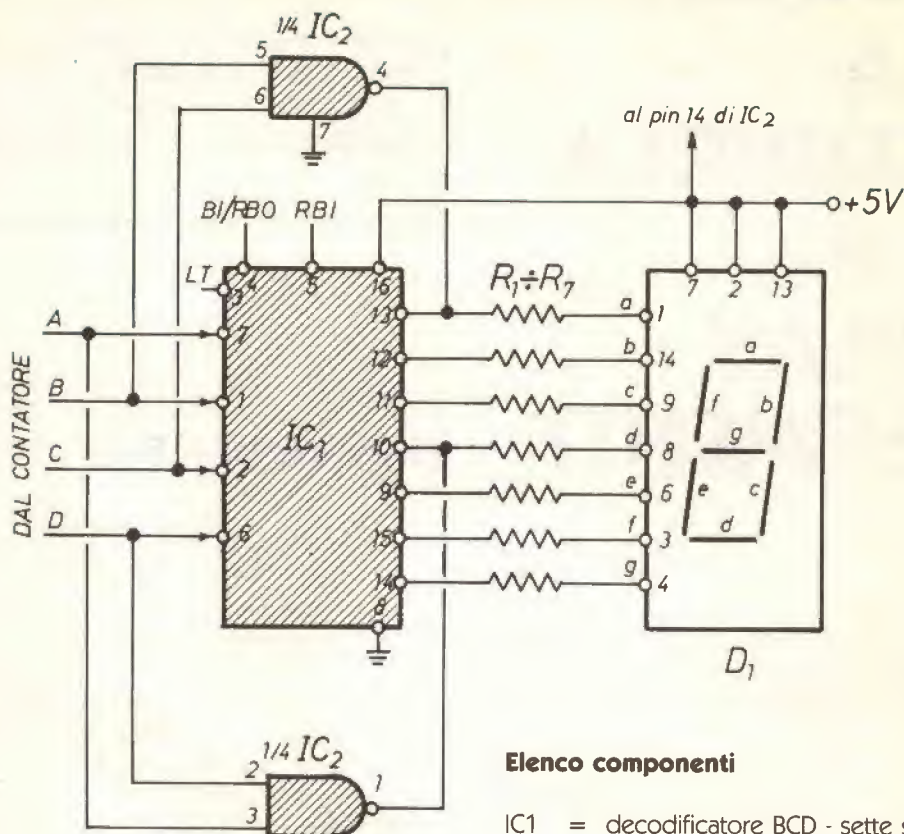 1/4 IC2
5
4
6
7
al pin 14 di IC2
BI/RBO RBI
+5V
LT
3 4 5 16
7 2 13
R1÷R7
A
7
13
a
1
B
1
12
b
14
C
2
11
c
9
IC1
10
d
8
D
6
9
e
6
15
f
3
14
g
4
8
DAL CONTATORE
a
f b
g
e c
d
D1
1/4 IC2
2
1
3
Elenco componenti
IC1 = decodificatore BCD - sette s